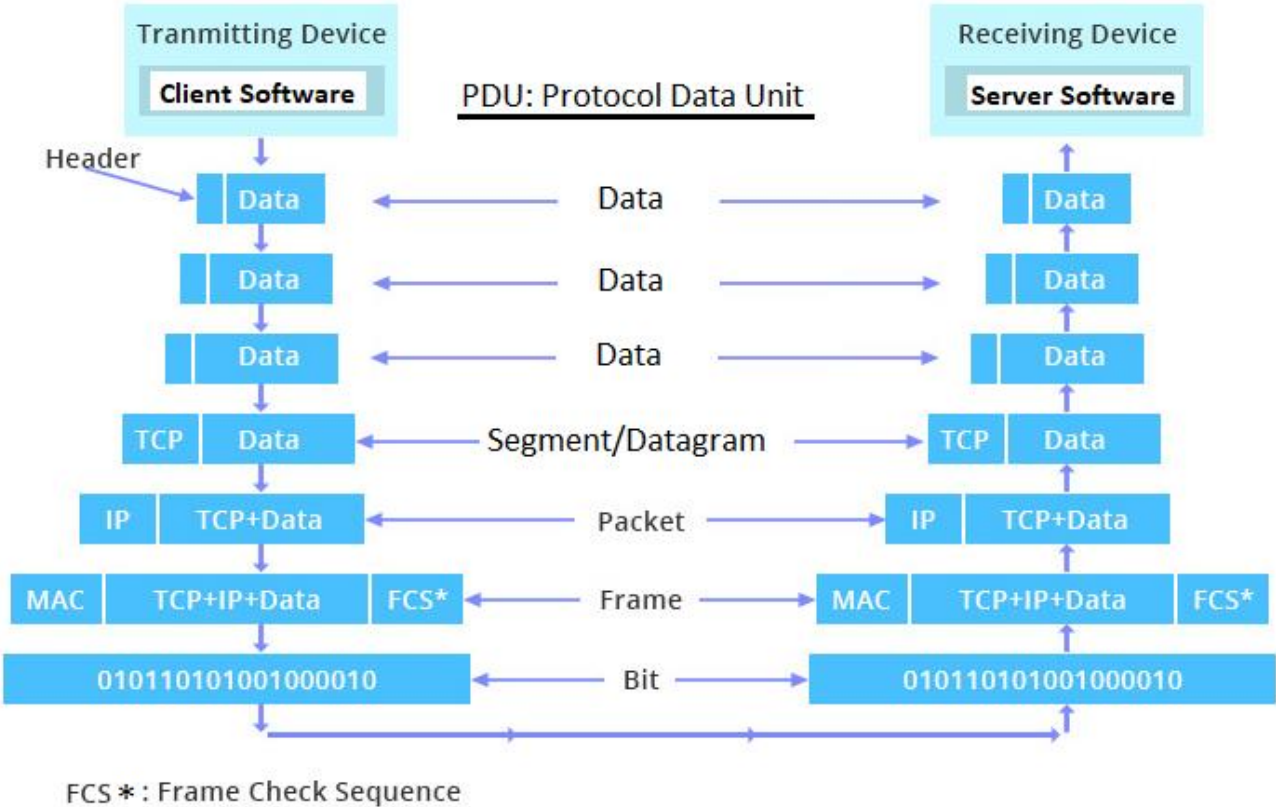 Tranmitting Device
Receiving Device
Client Software
PDU: Protocol Data Unit
Server Software
Header
Data
Data
Data
Data
Data
Data
Data
Data
Data
TCP Data
Segment/Datagram
TCP Data
IP TCP+Data
Packet
IP TCP+Data
MAC TCP+IP+Data FCS*
Frame
MAC TCP+IP+Data FCS*
010110101001000010
Bit
010110101001000010
FCS*: Frame Check Sequence